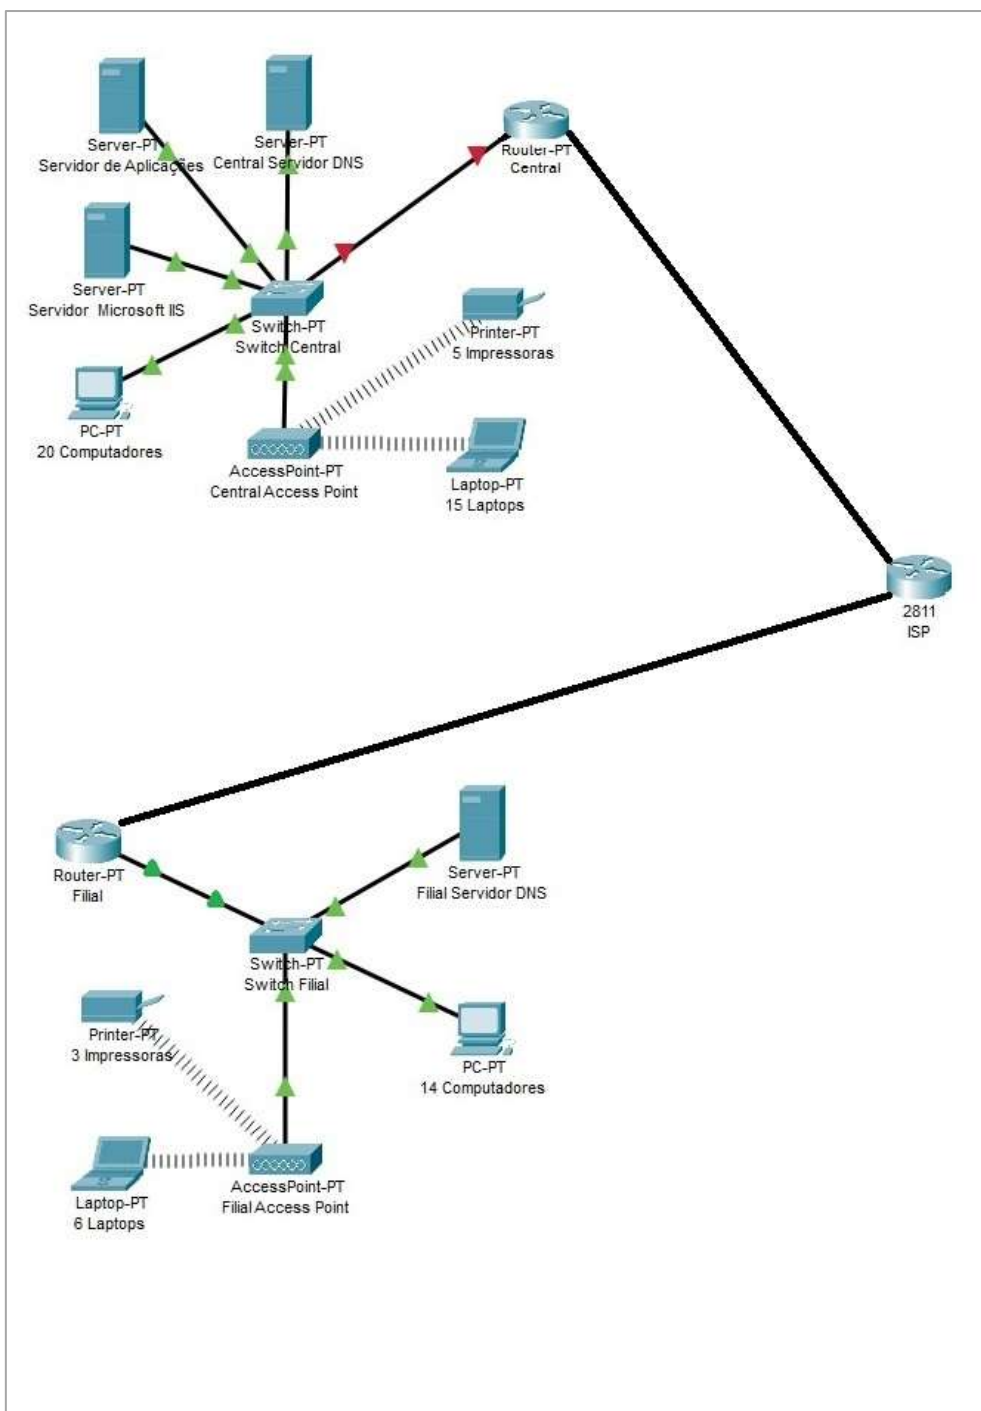 Server-PT
Servidor de Aplicações
Server-PT
Central Servidor DNS
Router-PT
Central
Server-PT
Servidor Microsoft IIS
Switch-PT
Switch Central
Printer-PT
5 Impressoras
PC-PT
20 Computadores
AccessPoint-PT
Central Access Point
Laptop-PT
15 Laptops
2811
ISP
Router-PT
Filial
Server-PT
Filial Servidor DNS
Switch-PT
Switch Filial
Printer-PT
3 Impressoras
PC-PT
14 Computadores
Laptop-PT
6 Laptops
AccessPoint-PT
Filial Access Point